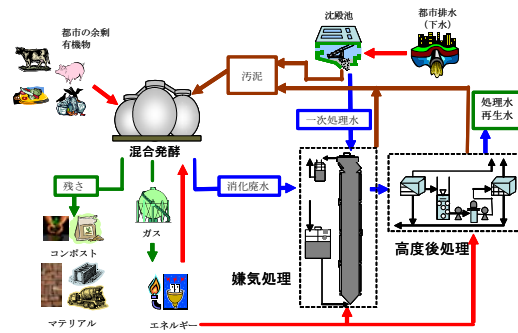 都市の余剰
有機物
沈殿池
都市排水
（下水）
汚泥
処理水
再生水
一次処理水
混合発酵
残さ
消化廃水
ガス
コンポスト
嫌気処理
高度後処理
マテリアル
エネルギー